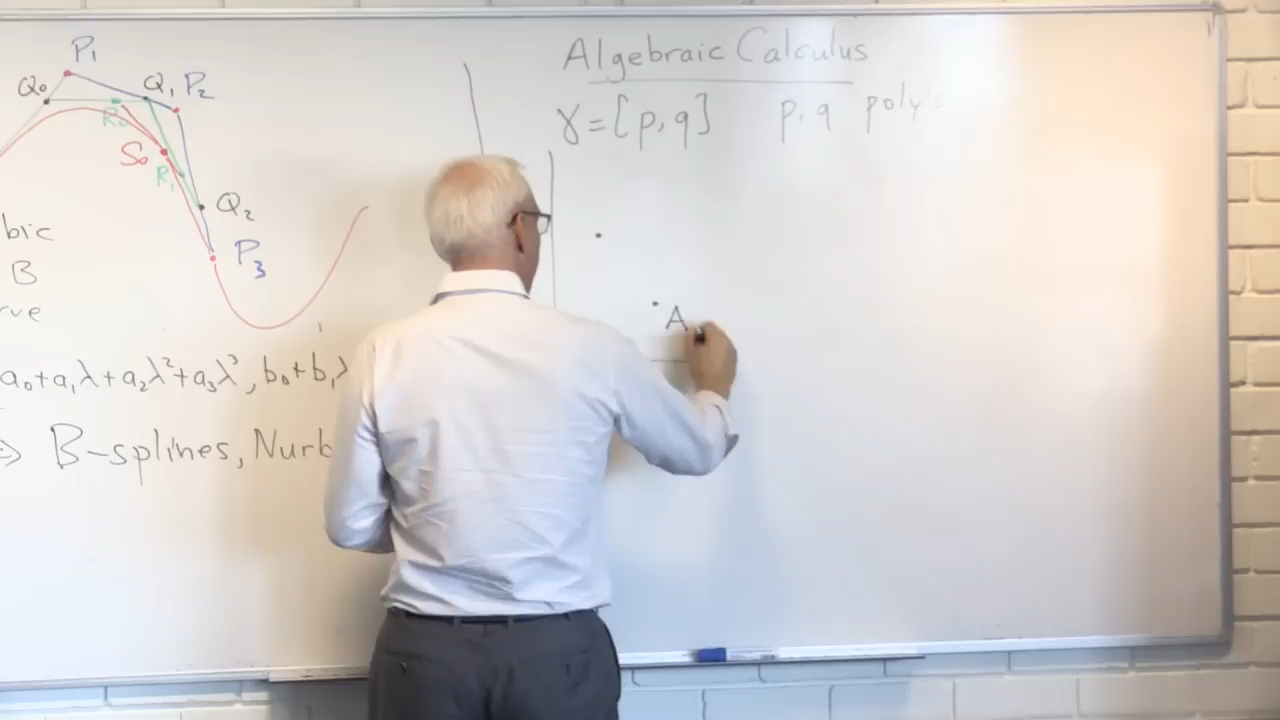 P₁
Q₀ Q₁ P₂
R₀
S₀
R₁
Q₂
P₃
bic
B
rve
a₀+a₁λ+a₂λ²+a₃λ³, b₀+b₁λ
⇒ B-splines, Nurb
Algebraic Calculus
γ=[p,q] p,q poly's
A